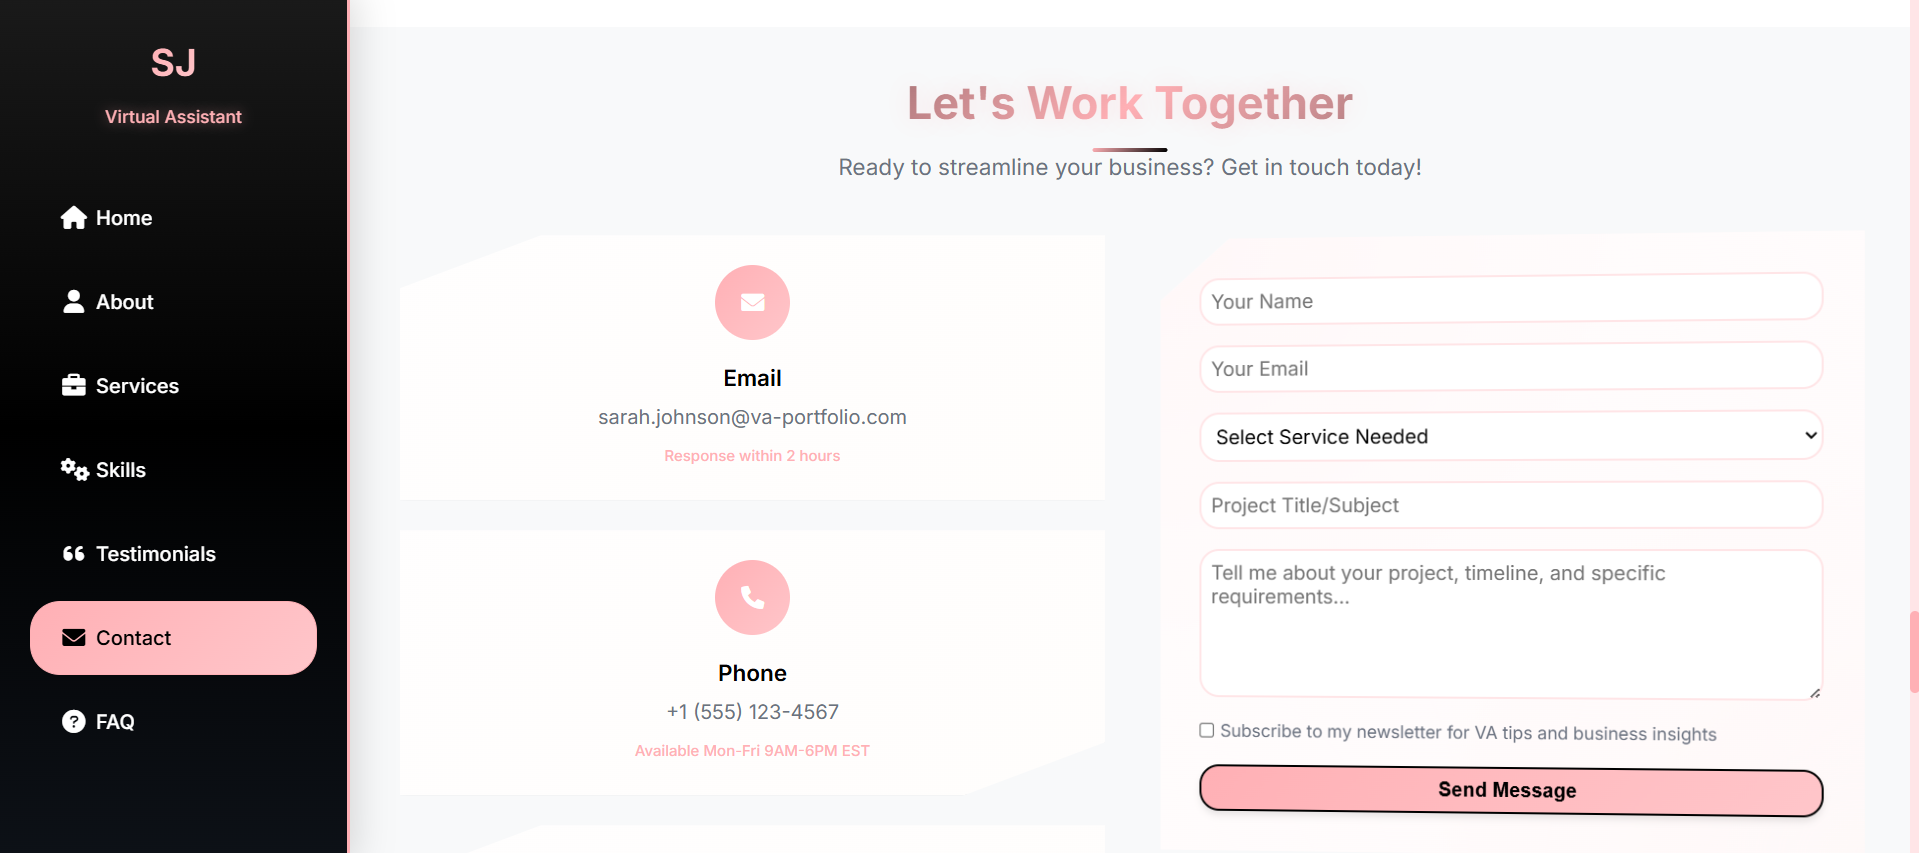 SJ
Virtual Assistant
Home
About
Services
Skills
Testimonials
Contact
FAQ
Let's Work Together
Ready to streamline your business? Get in touch today!
Email
sarah.johnson@va-portfolio.com
Response within 2 hours
Phone
+1 (555) 123-4567
Available Mon-Fri 9AM-6PM EST
Your Name
Your Email
Select Service Needed
Project Title/Subject
Tell me about your project, timeline, and specific
requirements...
Subscribe to my newsletter for VA tips and business insights
Send Message